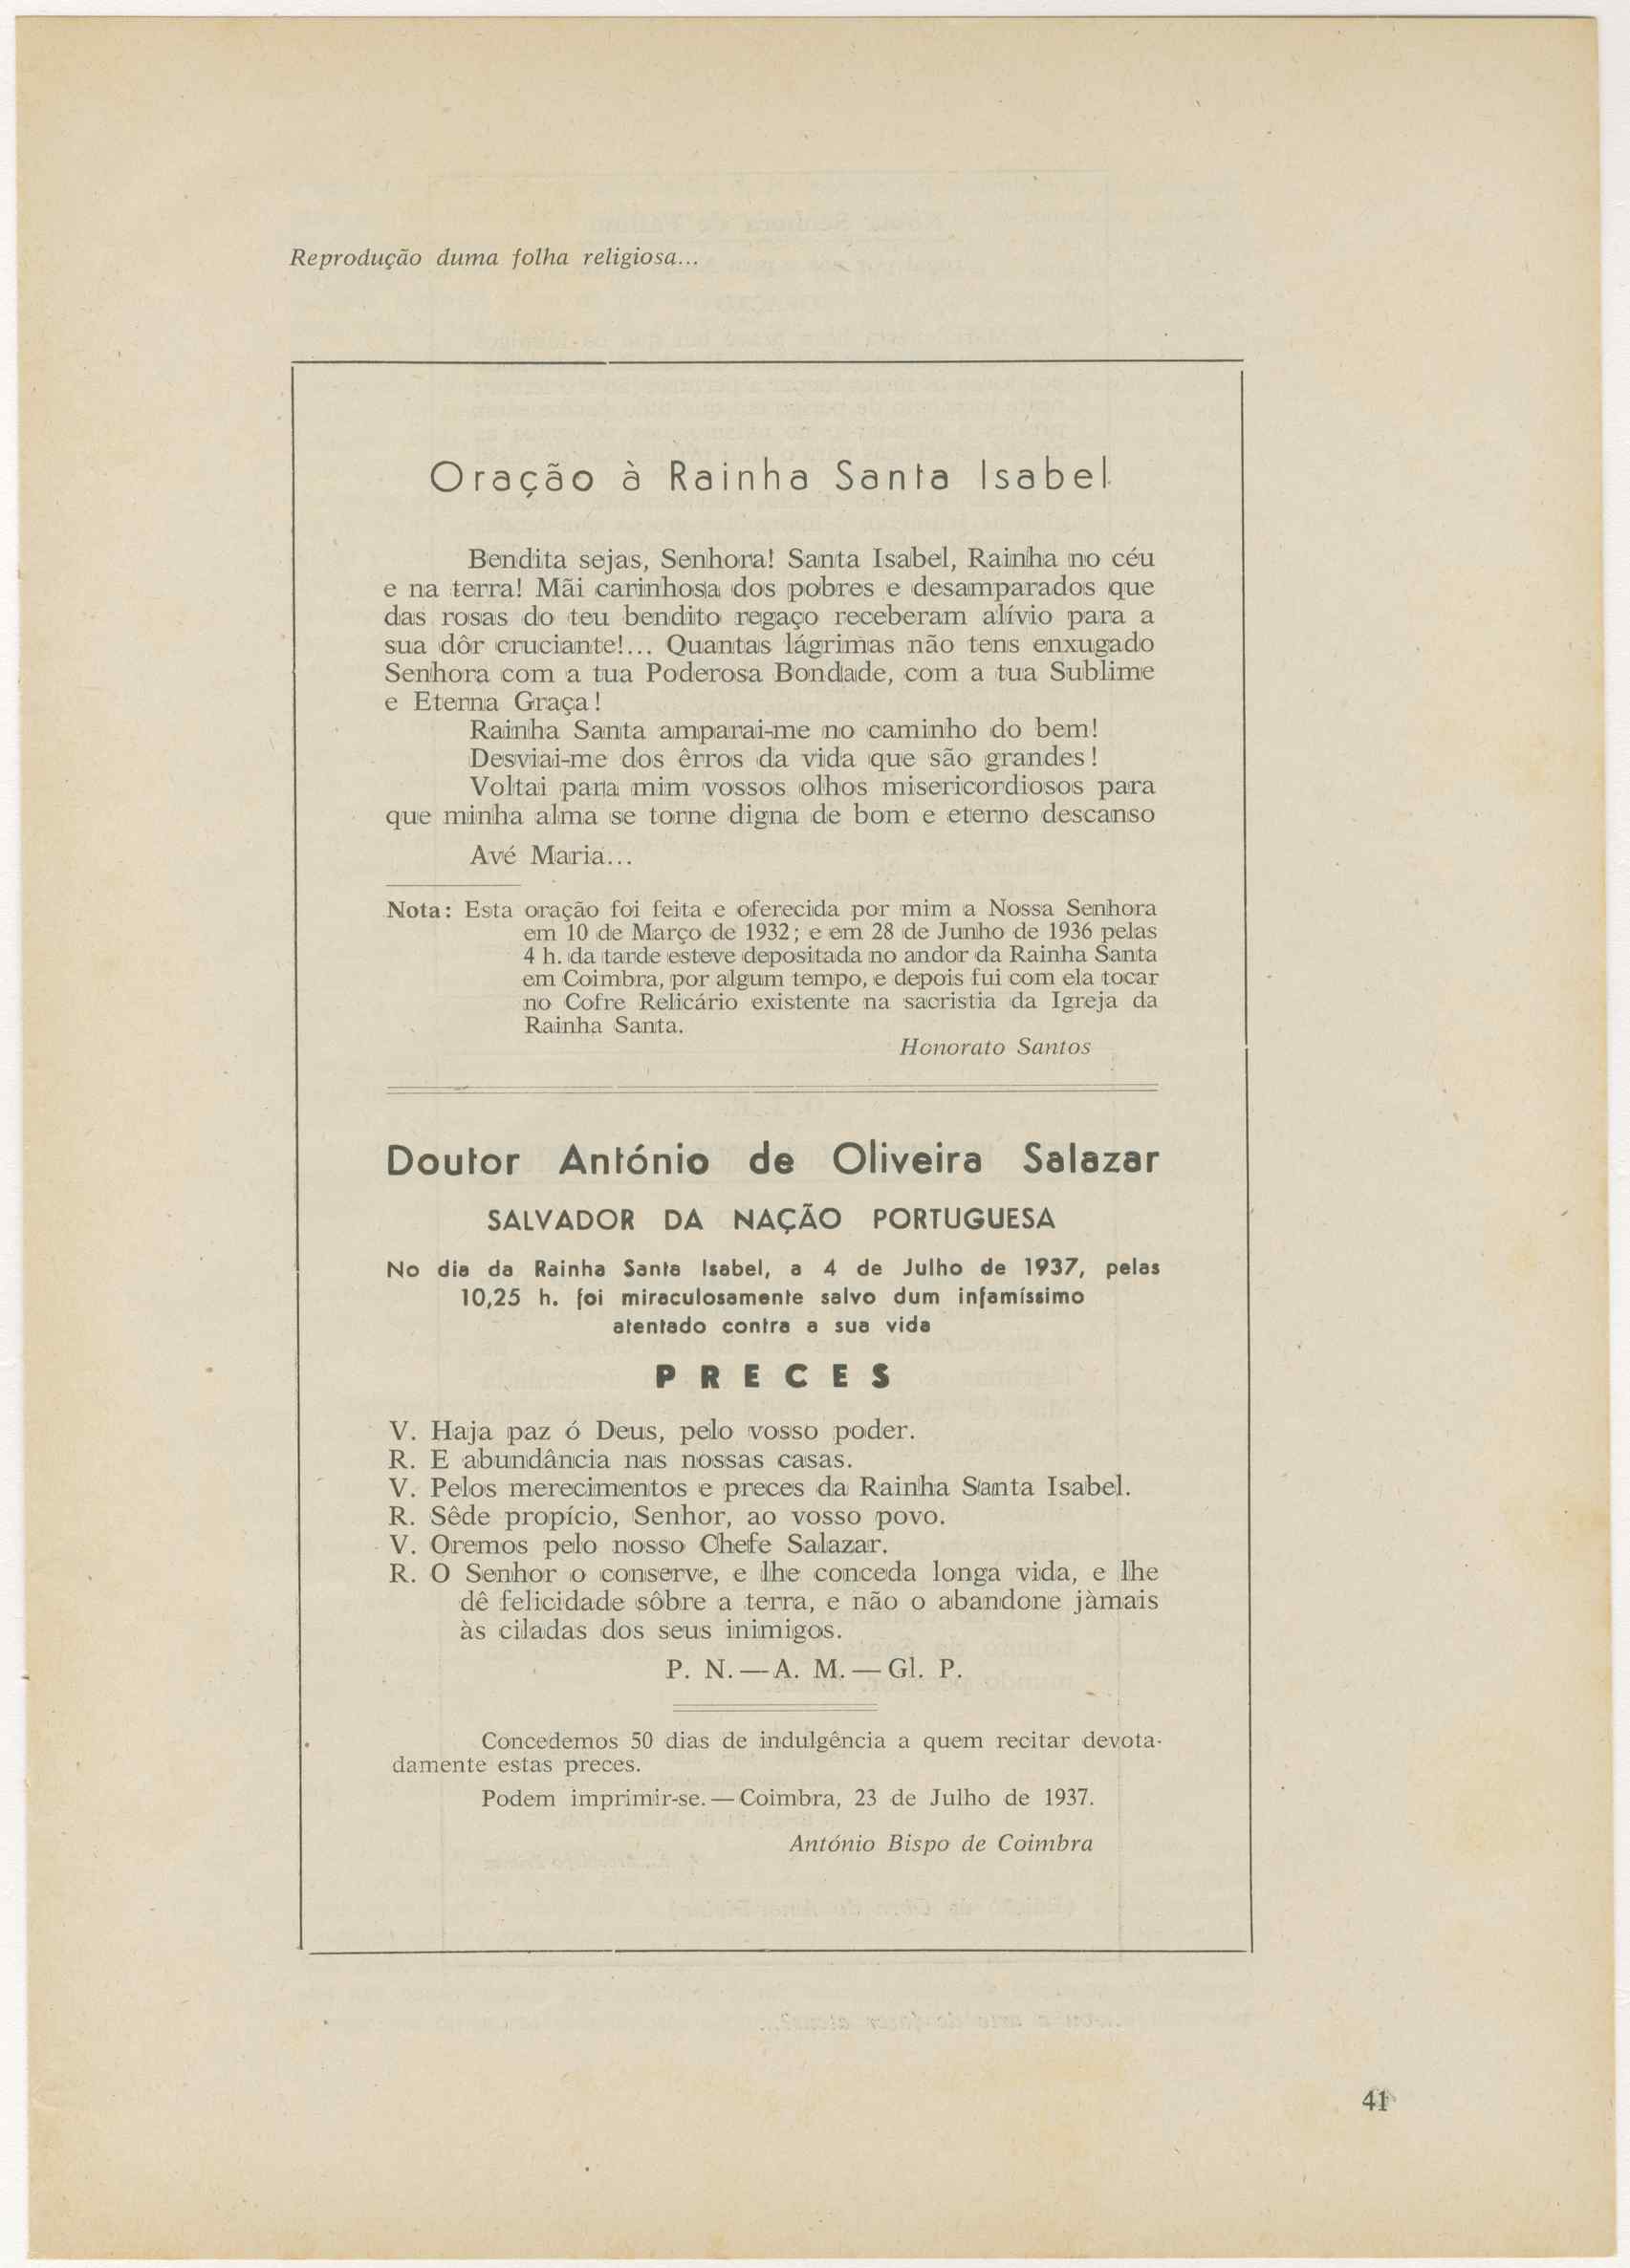 Reprodução duma folha religiosa...
Oração à Rainha Santa Isabel
Bendita sejas, Senhora! Santa Isabel, Rainha no céu
e na terra! Mãi carinhosa dos pobres e desamparados que
das rosas do teu bendito regaço receberam alívio para a
sua dôr cruciante!... Quantas lágrimas não tens enxugado
Senhora com a tua Poderosa Bondade, com a tua Sublime
e Eterna Graça!
Rainha Santa amparai-me no caminho do bem!
Desviai-me dos êrros da vida que são grandes!
Voltai para mim vossos olhos misericordiosos para
que minha alma se torne digna de bom e eterno descanso
Avé Maria...
Nota: Esta oração foi feita e oferecida por mim a Nossa Senhora
em 10 de Março de 1932; e em 28 de Junho de 1936 pelas
4 h. da tarde esteve depositada no andor da Rainha Santa
em Coimbra, por algum tempo, e depois fui com ela tocar
no Cofre Relicário existente na sacristia da Igreja da
Rainha Santa.
Honorato Santos
Doutor António de Oliveira Salazar
SALVADOR DA NAÇÃO PORTUGUESA
No dia da Rainha Santa Isabel, a 4 de Julho de 1937, pelas
10,25 h. foi miraculosamente salvo dum infamíssimo
atentado contra a sua vida
PRECES
V. Haja paz ó Deus, pelo vosso poder.
R. E abundância nas nossas casas.
V. Pelos merecimentos e preces da Rainha Santa Isabel.
R. Sêde propício, Senhor, ao vosso povo.
V. Oremos pelo nosso Chefe Salazar.
R. O Senhor o conserve, e lhe conceda longa vida, e lhe
dê felicidade sôbre a terra, e não o abandone jàmais
às ciladas dos seus inimigos.
P. N. — A. M. — Gl. P.
Concedemos 50 dias de indulgência a quem recitar devota-
damente estas preces.
Podem imprimir-se. — Coimbra, 23 de Julho de 1937.
António Bispo de Coimbra
41